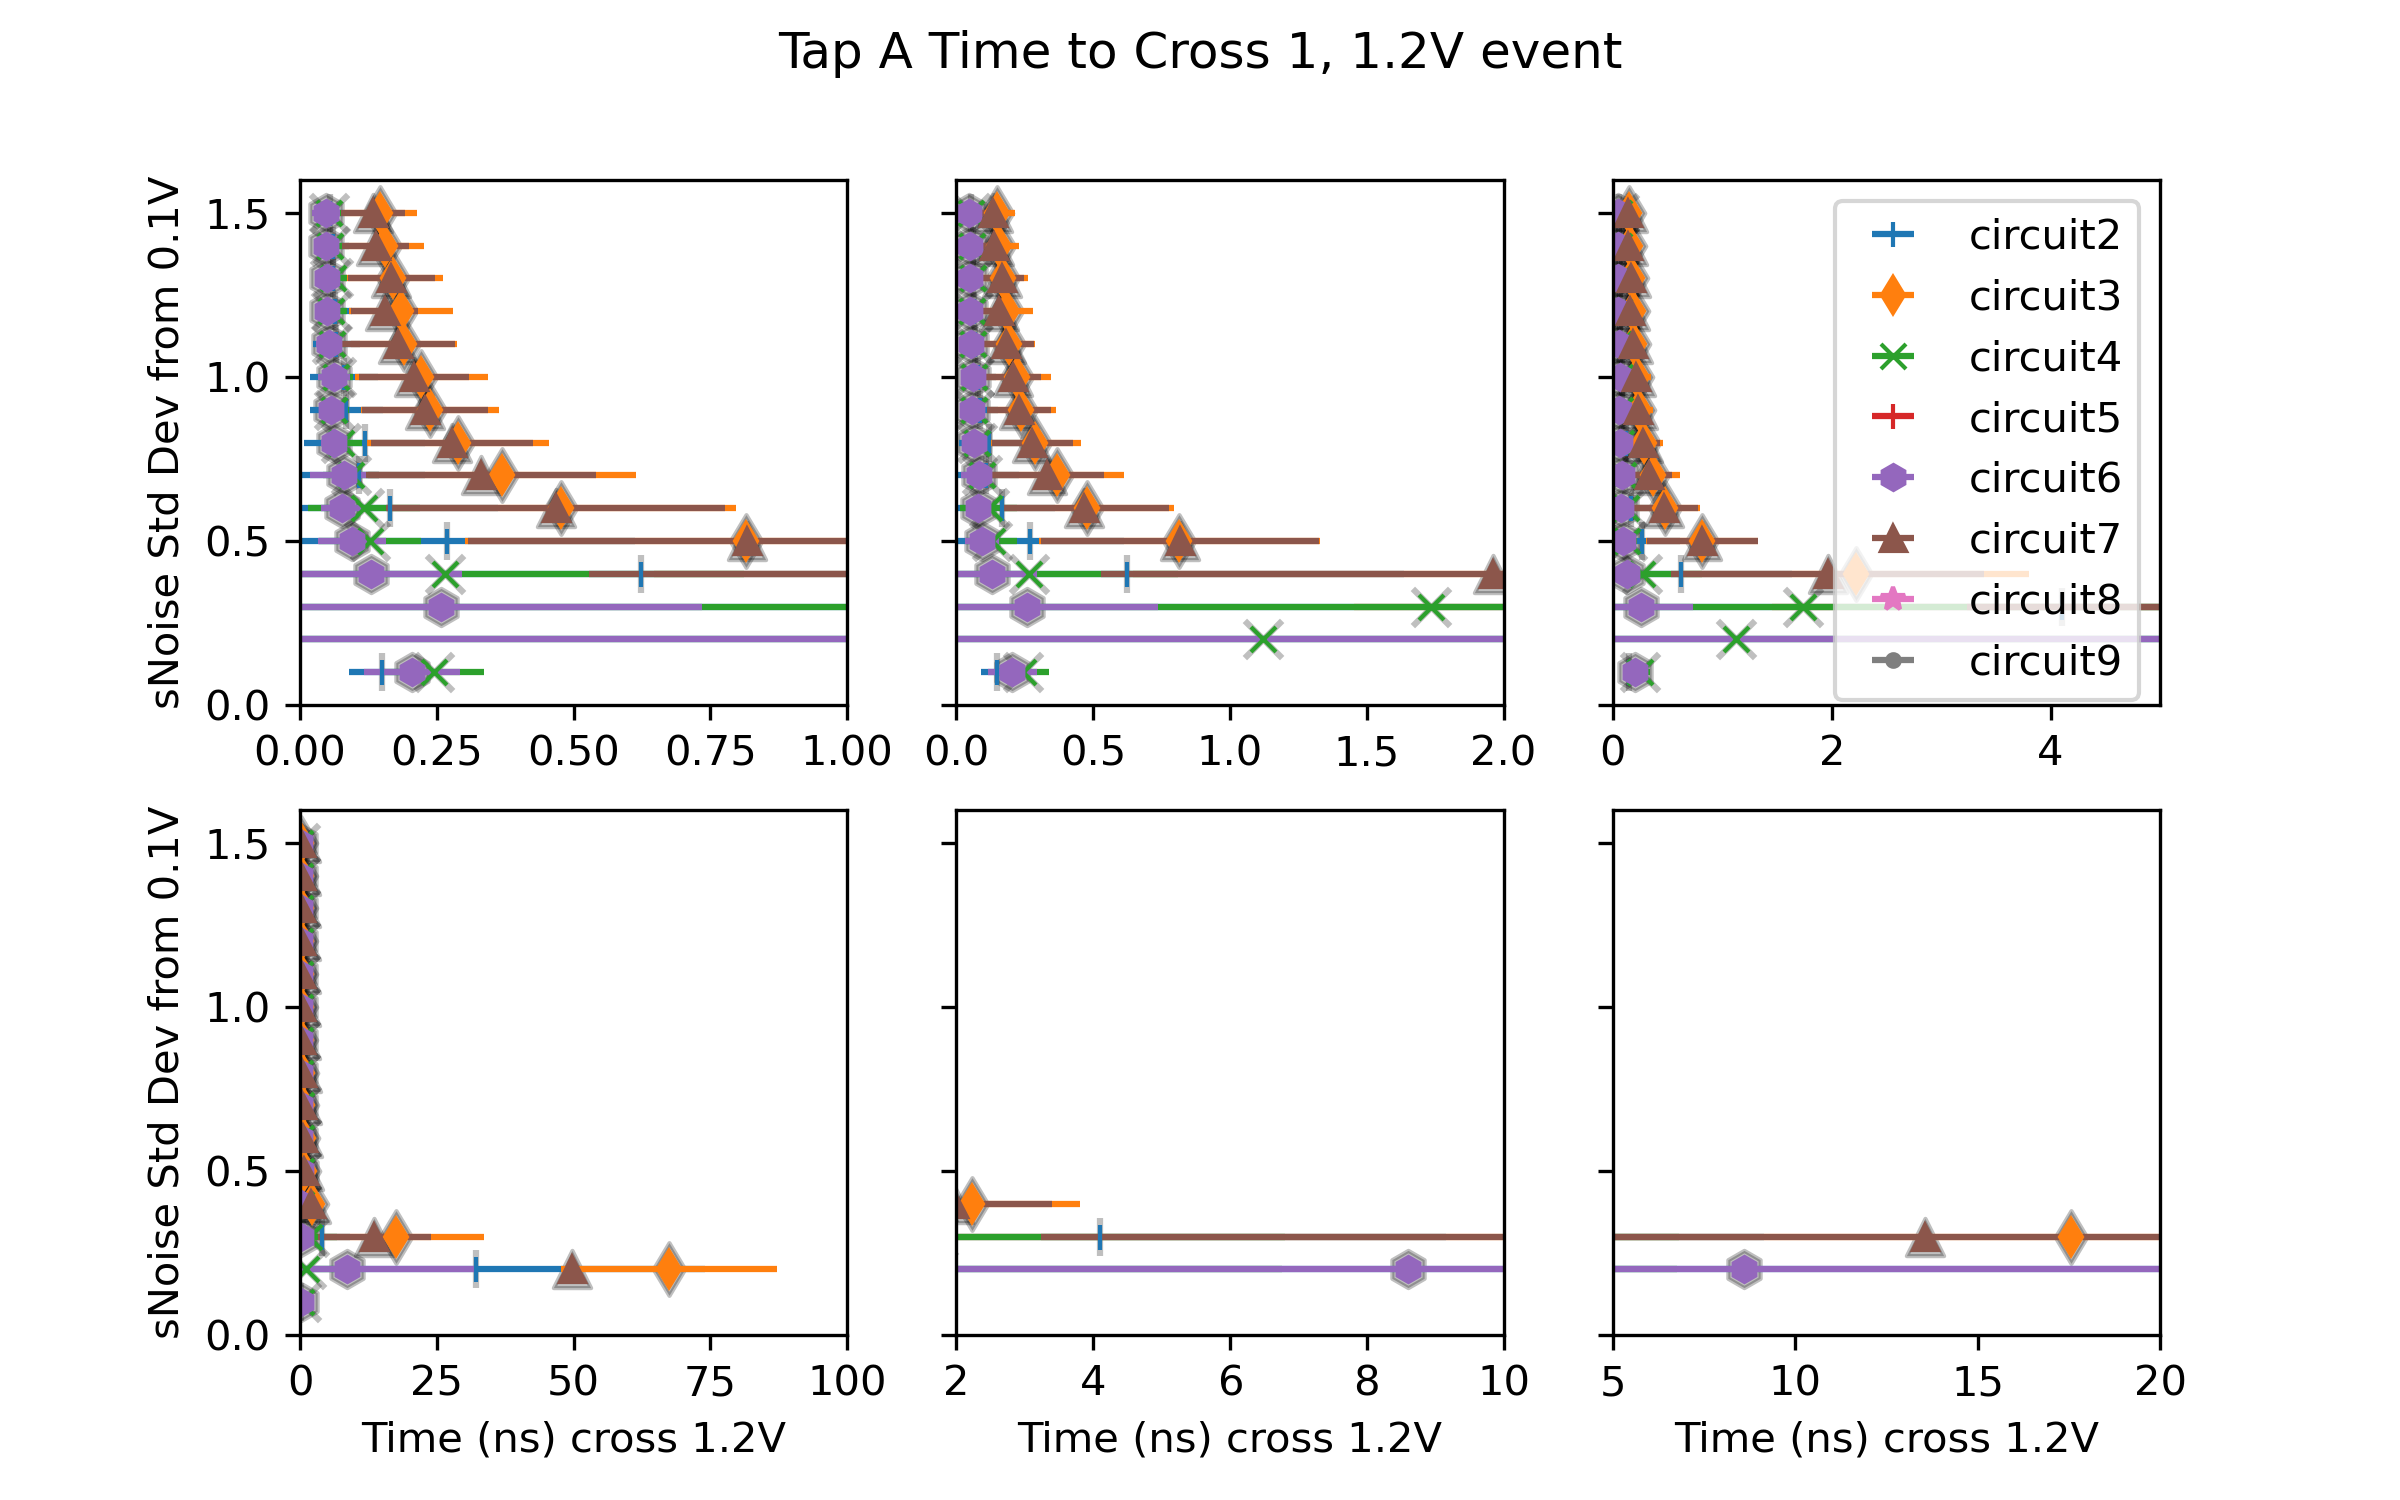 Tap A Time to Cross 1, 1.2V event
sNoise Std Dev from 0.1V
1.5
1.0
0.5
0.0
0.00 0.25 0.50 0.75 1.00
0.0 0.5 1.0 1.5 2.0
0 2 4
circuit2
circuit3
circuit4
circuit5
circuit6
circuit7
circuit8
circuit9
sNoise Std Dev from 0.1V
1.5
1.0
0.5
0.0
0 25 50 75 100
Time (ns) cross 1.2V
2 4 6 8 10
Time (ns) cross 1.2V
5 10 15 20
Time (ns) cross 1.2V